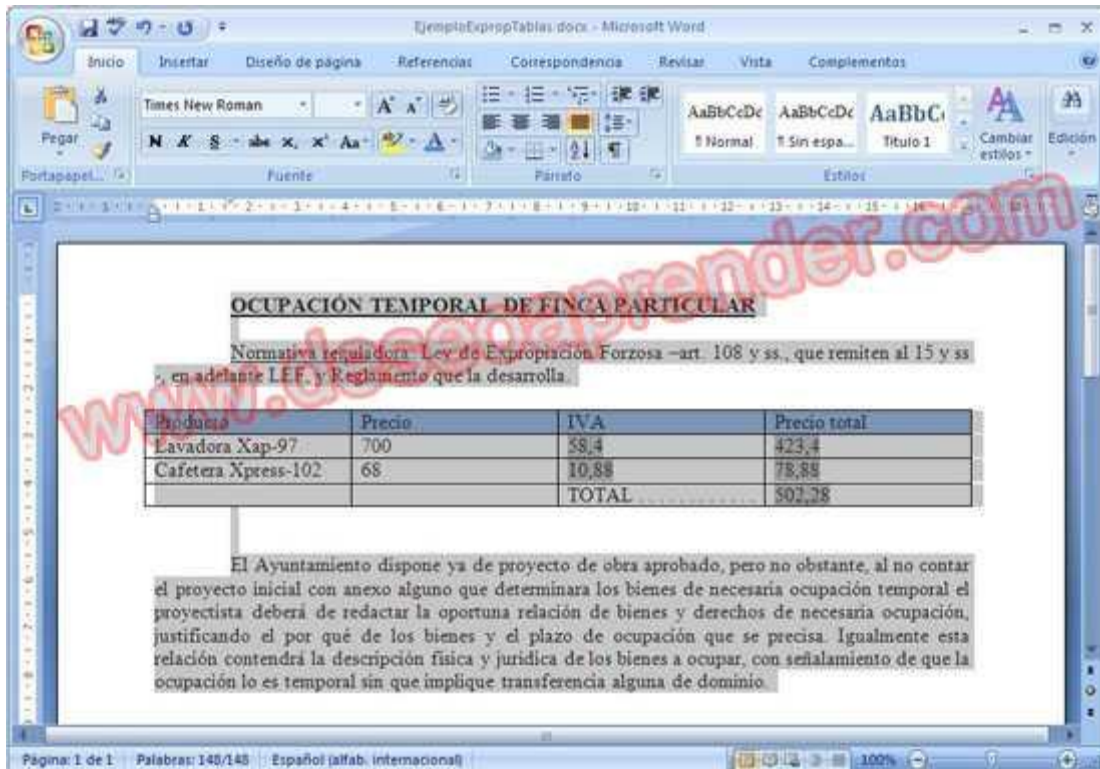 EjemploExpropTablas.docx - Microsoft Word
Inicio Insertar Diseño de página Referencias Correspondencia Revisar Vista Complementos
Pegar
Times New Roman
N K S abc x, x² Aa
AaBbCcDc AaBbCcDc AaBbCc
¶ Normal ¶ Sin espa... Título 1
Cambiar estilos
Edición
Portapapel... Fuente Párrafo Estilos
www.deseoaprender.com
OCUPACIÓN TEMPORAL DE FINCA PARTICULAR
Normativa reguladora: Ley de Expropiación Forzosa –art. 108 y ss., que remiten al 15 y ss
-, en adelante LEF, y Reglamento que la desarrolla.
Producto Precio IVA Precio total
Lavadora Xap-97 700 58,4 423,4
Cafetera Xpress-102 68 10,88 78,88
TOTAL . . . . . . . . . . . . . 502,28
El Ayuntamiento dispone ya de proyecto de obra aprobado, pero no obstante, al no contar
el proyecto inicial con anexo alguno que determinara los bienes de necesaria ocupación temporal el
proyectista deberá de redactar la oportuna relación de bienes y derechos de necesaria ocupación,
justificando el por qué de los bienes y el plazo de ocupación que se precisa. Igualmente esta
relación contendrá la descripción física y jurídica de los bienes a ocupar, con señalamiento de que la
ocupación lo es temporal sin que implique transferencia alguna de dominio.
Página: 1 de 1 Palabras: 148/148 Español (alfab. internacional) 100%